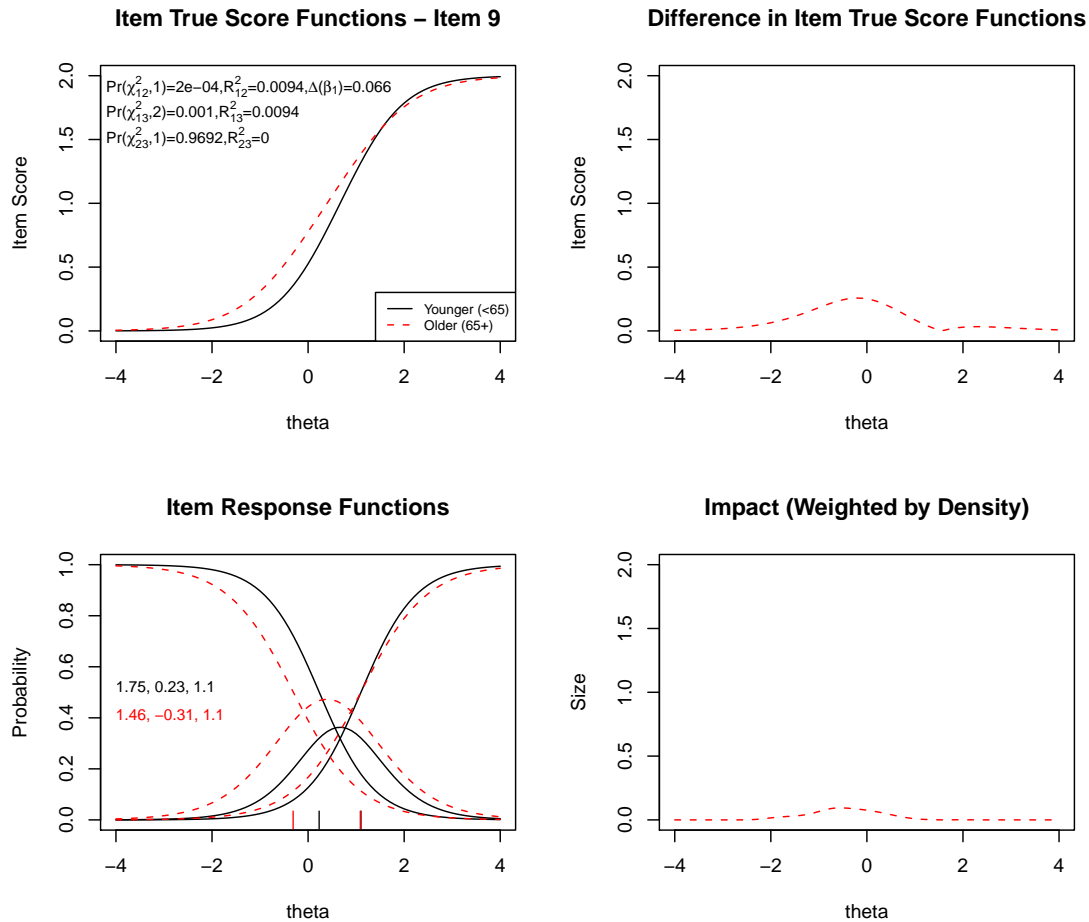 Item True Score Functions − Item 9
Pr(χ²₁₂,1)=2e−04,R²₁₂=0.0094,Δ(β₁)=0.066
Pr(χ²₁₃,2)=0.001,R²₁₃=0.0094
Pr(χ²₂₃,1)=0.9692,R²₂₃=0
Item Score
0.0 0.5 1.0 1.5 2.0
Younger (<65)
Older (65+)
−4 −2 0 2 4
theta
Difference in Item True Score Functions
Item Score
0.0 0.5 1.0 1.5 2.0
−4 −2 0 2 4
theta
Item Response Functions
Probability
0.0 0.2 0.4 0.6 0.8 1.0
1.75, 0.23, 1.1
1.46, −0.31, 1.1
−4 −2 0 2 4
theta
Impact (Weighted by Density)
Size
0.0 0.5 1.0 1.5 2.0
−4 −2 0 2 4
theta